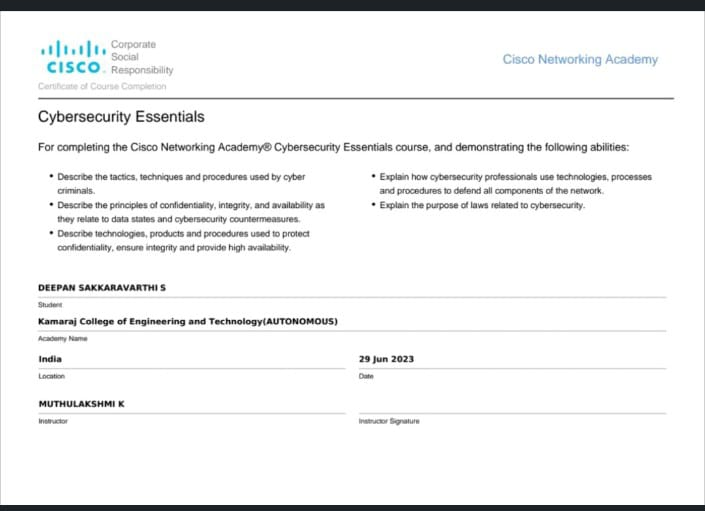 Corporate
Social
CISCO Responsibility
Cisco Networking Academy
Certificate of Course Completion
Cybersecurity Essentials
For completing the Cisco Networking Academy® Cybersecurity Essentials course, and demonstrating the following abilities:
• Describe the tactics, techniques and procedures used by cyber
criminals.
• Describe the principles of confidentiality, integrity, and availability as
they relate to data states and cybersecurity countermeasures.
• Describe technologies, products and procedures used to protect
confidentiality, ensure integrity and provide high availability.
• Explain how cybersecurity professionals use technologies, processes
and procedures to defend all components of the network.
• Explain the purpose of laws related to cybersecurity.
DEEPAN SAKKARAVARTHI S
Student
Kamaraj College of Engineering and Technology(AUTONOMOUS)
Academy Name
India
Location
29 Jun 2023
Date
MUTHULAKSHMI K
Instructor
Instructor Signature